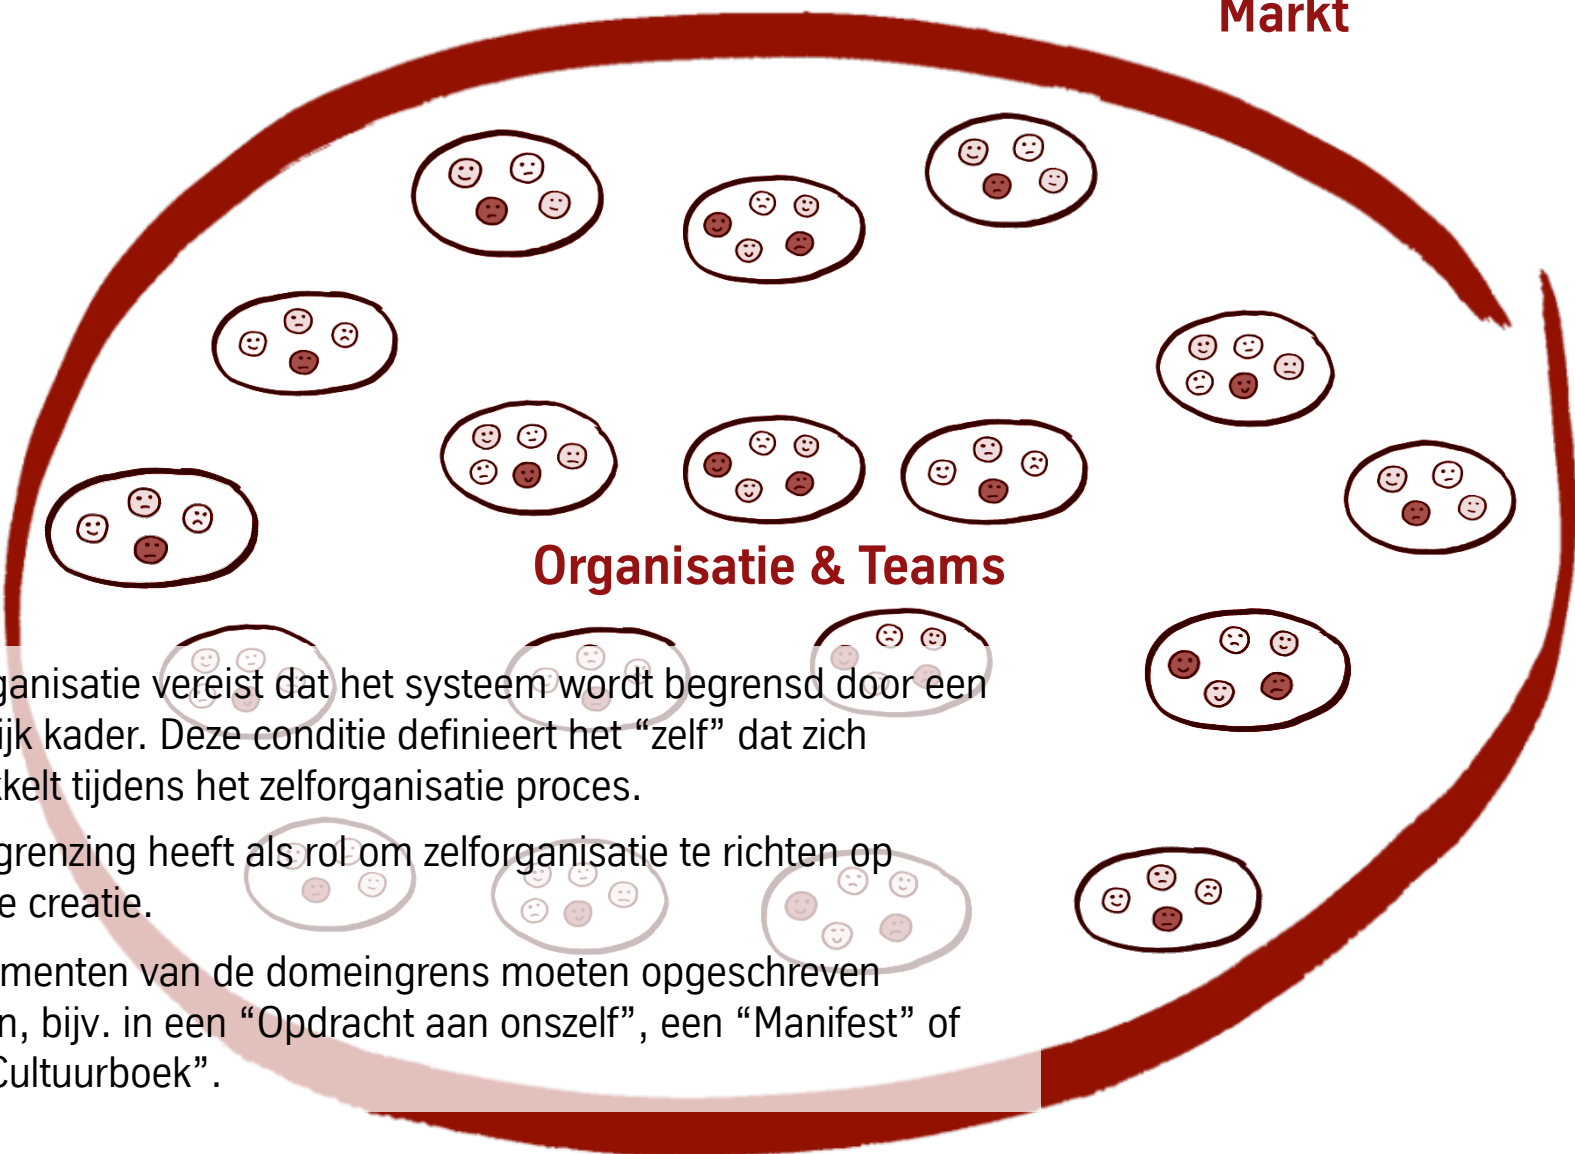 Markt
Organisatie & Teams
ganisatie vereist dat het systeem wordt begrensd door een
ijk kader. Deze conditie definieert het “zelf” dat zich
kelt tijdens het zelforganisatie proces.
grenzing heeft als rol om zelforganisatie te richten op
e creatie.
menten van de domeingrens moeten opgeschreven
n, bijv. in een “Opdracht aan onszelf”, een “Manifest” of
Cultuurboek”.